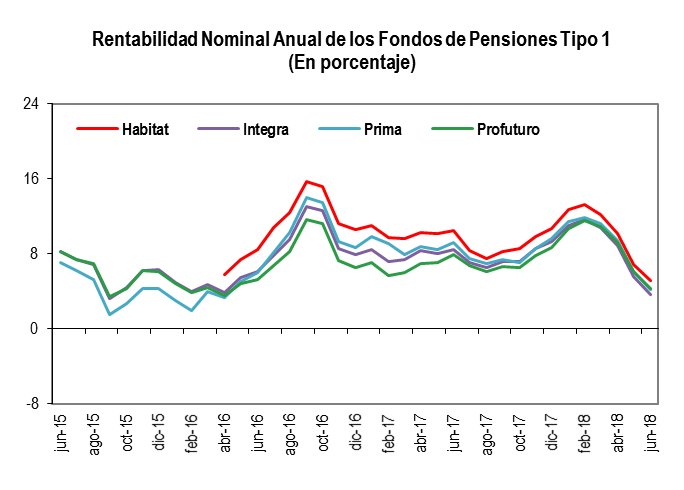 Rentabilidad Nominal Anual de los Fondos de Pensiones Tipo 1
(En porcentaje)
24
Habitat Integra Prima Profuturo
16
8
0
-8
jun-15 ago-15 oct-15 dic-15 feb-16 abr-16 jun-16 ago-16 oct-16 dic-16 feb-17 abr-17 jun-17 ago-17 oct-17 dic-17 feb-18 abr-18 jun-18